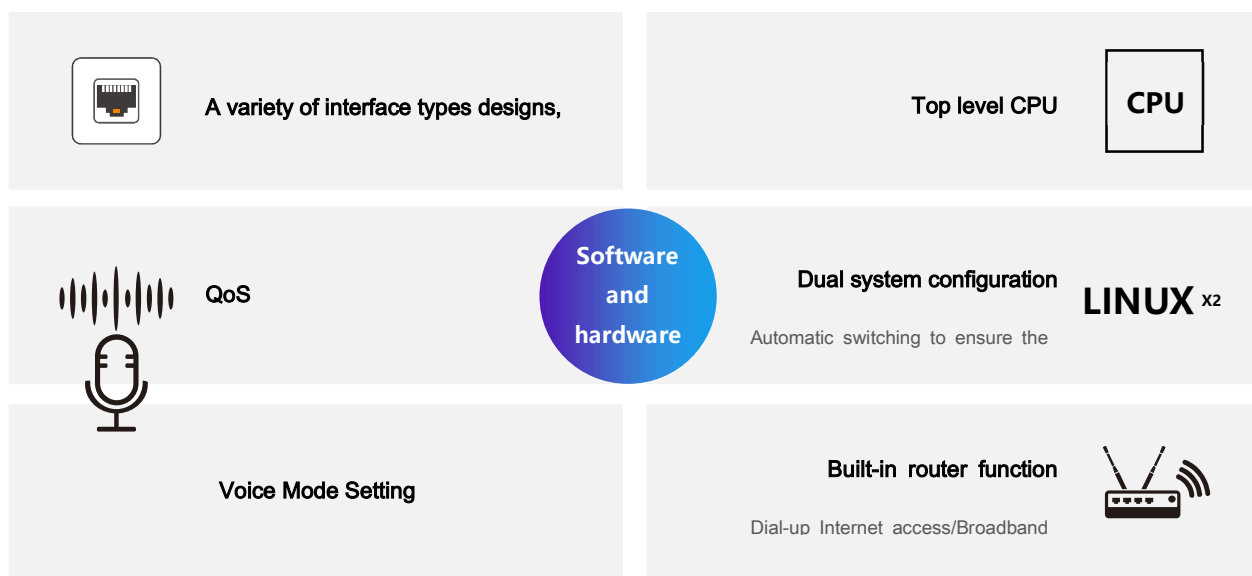 A variety of interface types designs,
Top level CPU
CPU
QoS
Software
and
hardware
Dual system configuration
LINUX X2
Automatic switching to ensure the
Voice Mode Setting
Built-in router function
Dial-up Internet access/Broadband